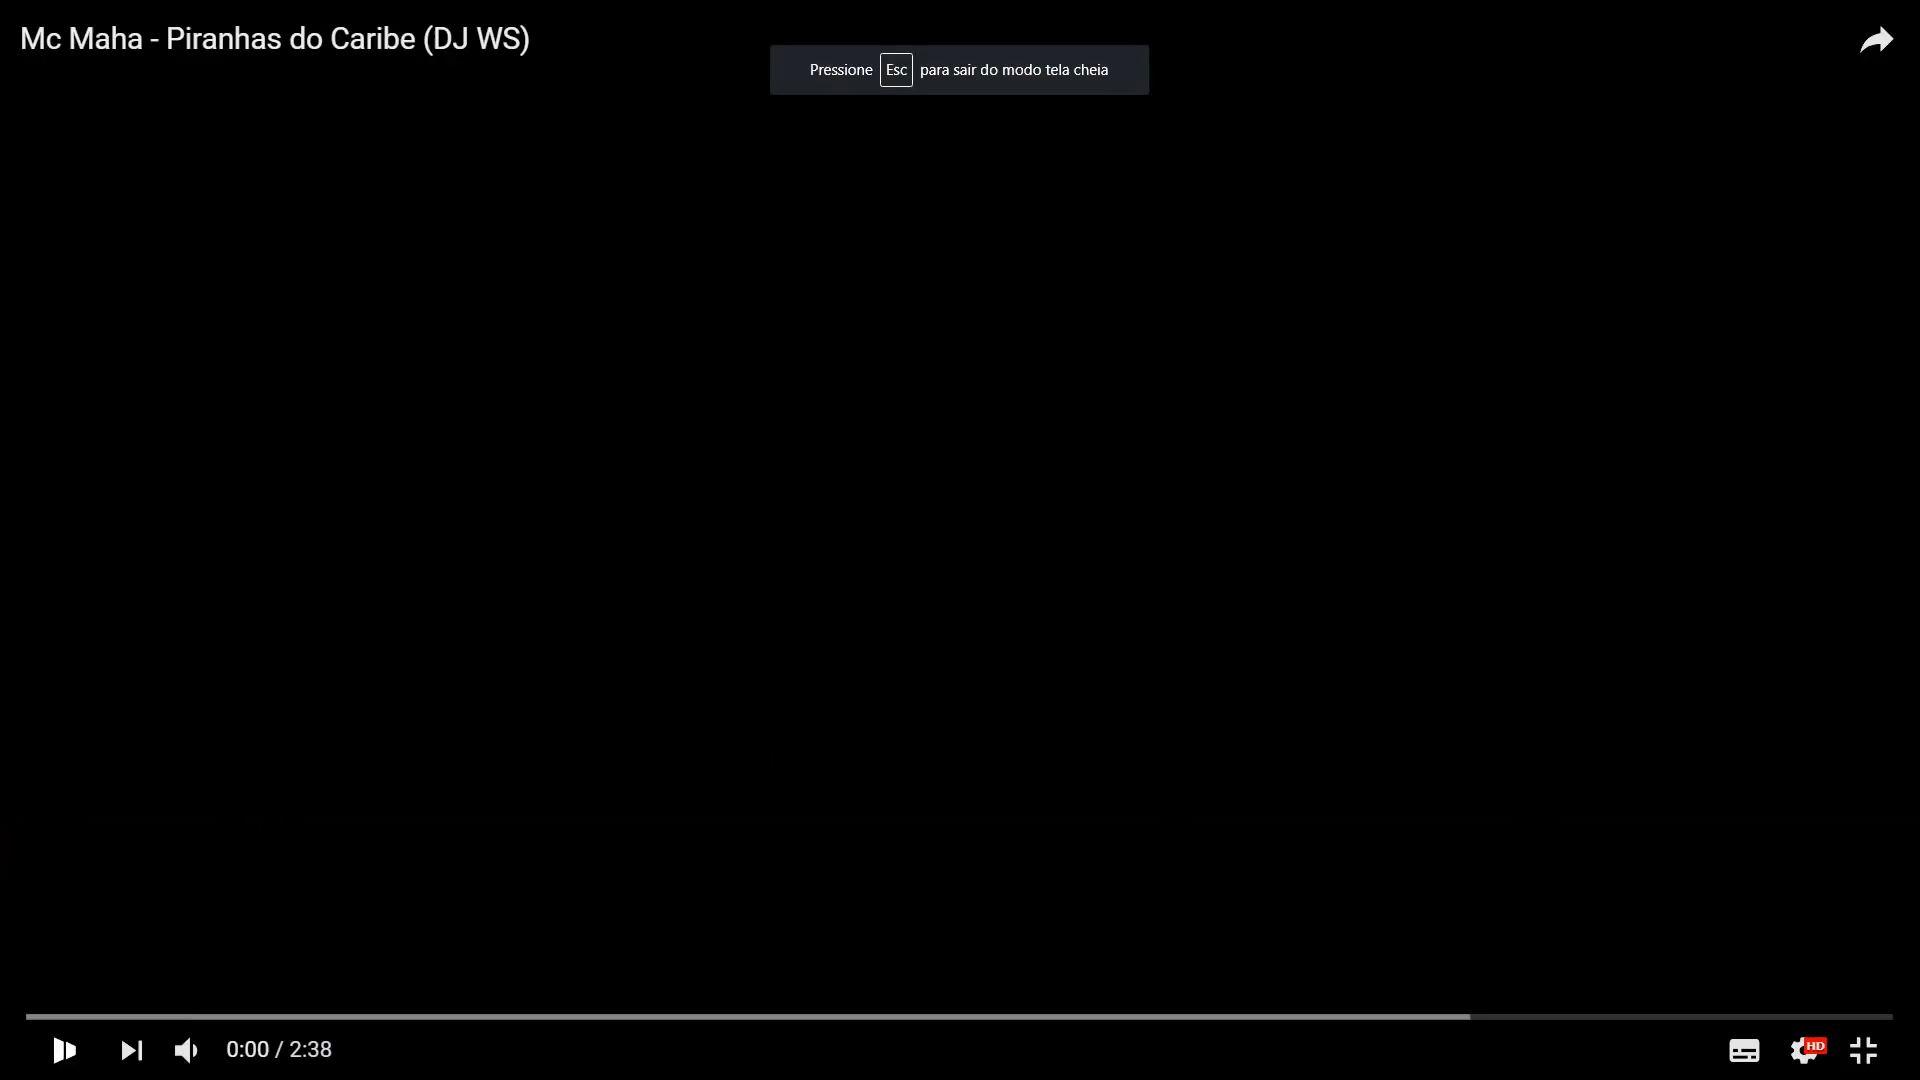 Mc Maha - Piranhas do Caribe (DJ WS)
Pressione Esc para sair do modo tela cheia
0:00 / 2:38
HD